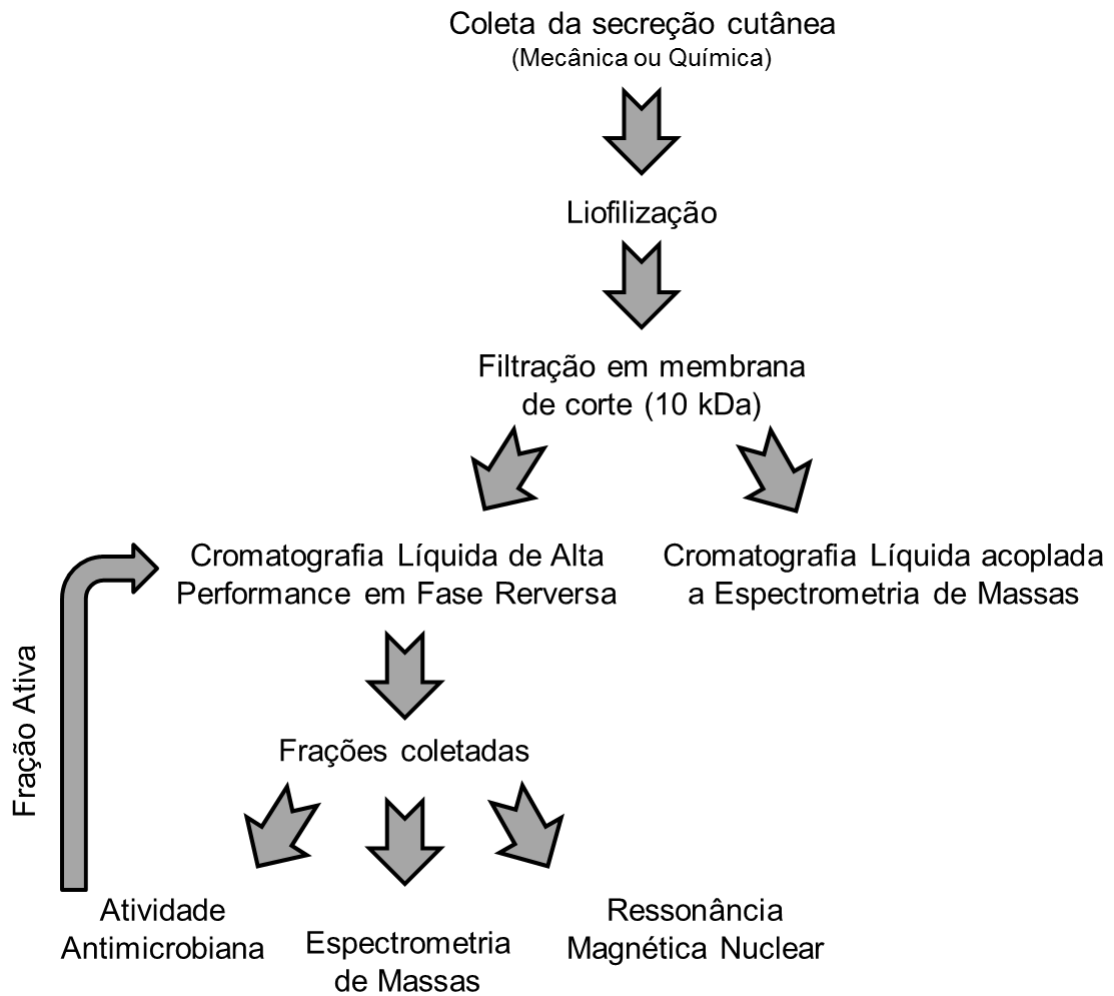 Coleta da secreção cutânea
(Mecânica ou Química)
Liofilização
Filtração em membrana
de corte (10 kDa)
Cromatografia Líquida de Alta
Performance em Fase Rerversa
Cromatografia Líquida acoplada
a Espectrometria de Massas
Fração Ativa
Frações coletadas
Atividade
Antimicrobiana
Espectrometria
de Massas
Ressonância
Magnética Nuclear